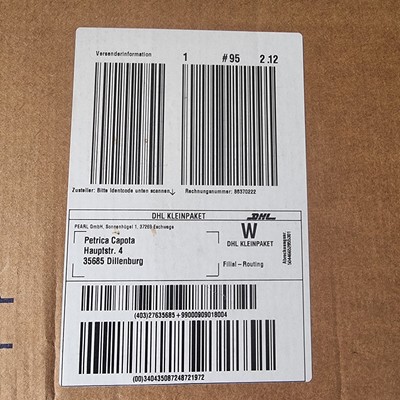 Versenderinformation
1 #95 2.12
Zusteller: Bitte Identcode unten scannen
Rechnungsnummer: 88370222
DHL KLEINPAKET
DHL
PEARL GmbH, Sonnenhügel 1, 37269 Eschwege
Petrica Capota
Hauptstr. 4
35685 Dillenburg
W
DHL KLEINPAKET
Filial - Routing
(403)27635685+99000909018004
(00)340435087248721972